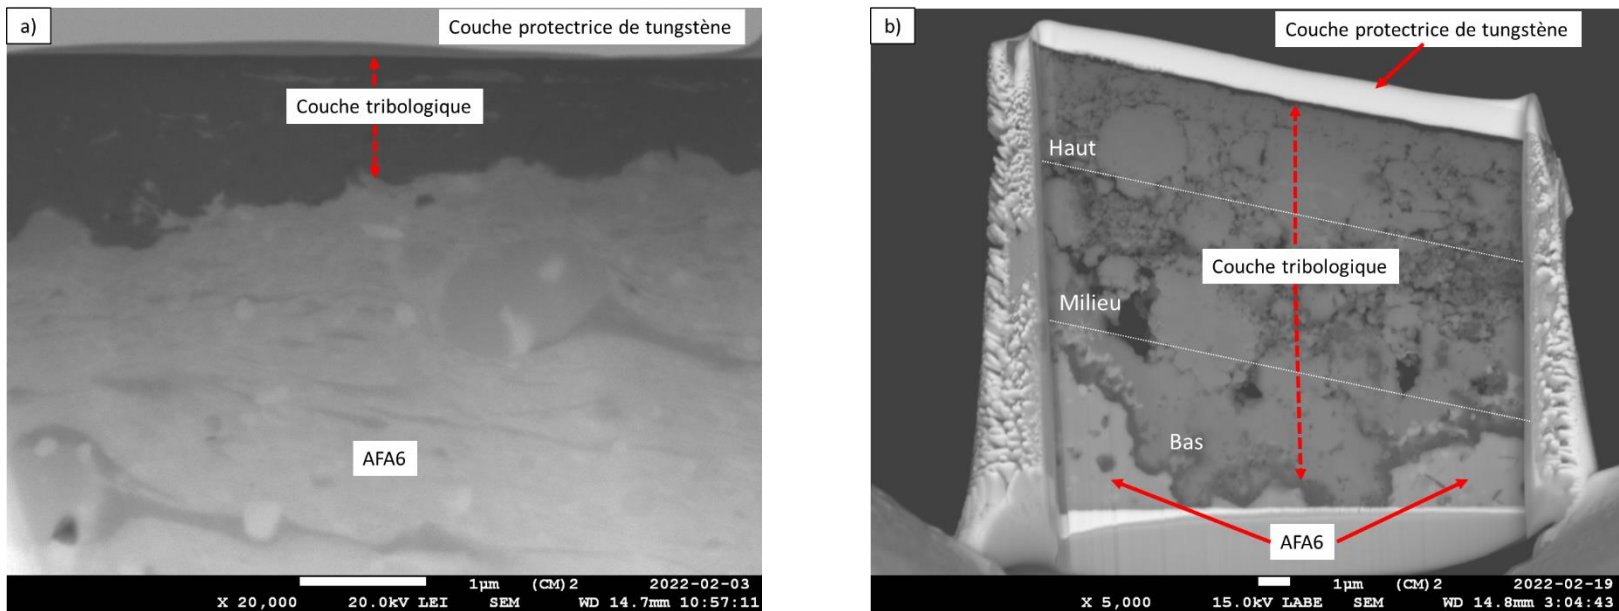 a)
Couche protectrice de tungstène
Couche tribologique
AFA6
1µm (CM)2 2022-02-03
X 20,000 20.0kV LEI SEM WD 14.7mm 10:57:11
b)
Couche protectrice de tungstène
Haut
Couche tribologique
Milieu
Bas
AFA6
1µm (CM)2 2022-02-19
X 5,000 15.0kV LABE SEM WD 14.8mm 3:04:43